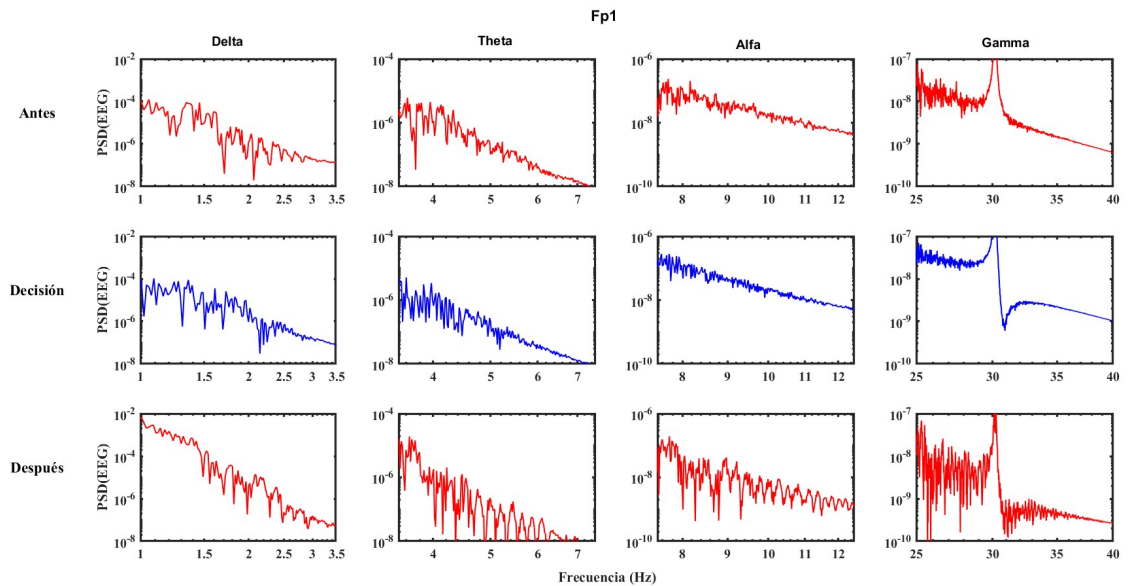 Fp1
Delta Theta Alfa Gamma
Antes
PSD(EEG)
10^-2 10^-4 10^-6 10^-8
1 1.5 2 2.5 3 3.5
10^-4 10^-6 10^-8
4 5 6 7
10^-6 10^-8 10^-10
8 9 10 11 12
10^-7 10^-8 10^-9 10^-10
25 30 35 40
Decisión
PSD(EEG)
10^-2 10^-4 10^-6 10^-8
1 1.5 2 2.5 3 3.5
10^-4 10^-6 10^-8
4 5 6 7
10^-6 10^-8 10^-10
8 9 10 11 12
10^-7 10^-8 10^-9 10^-10
25 30 35 40
Después
PSD(EEG)
10^-2 10^-4 10^-6 10^-8
1 1.5 2 2.5 3 3.5
10^-4 10^-6 10^-8
4 5 6 7
10^-6 10^-8 10^-10
8 9 10 11 12
10^-7 10^-8 10^-9 10^-10
25 30 35 40
Frecuencia (Hz)